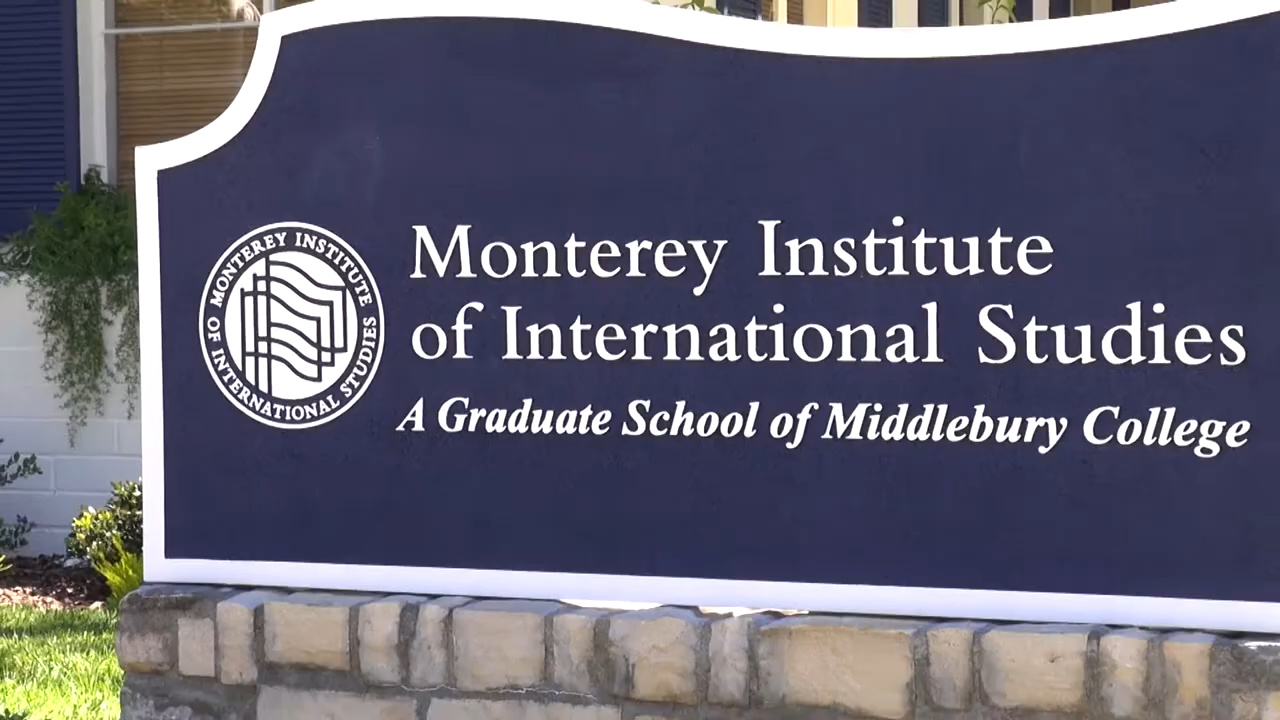 MONTEREY INSTITUTE
OF INTERNATIONAL STUDIES
Monterey Institute
of International Studies
A Graduate School of Middlebury College